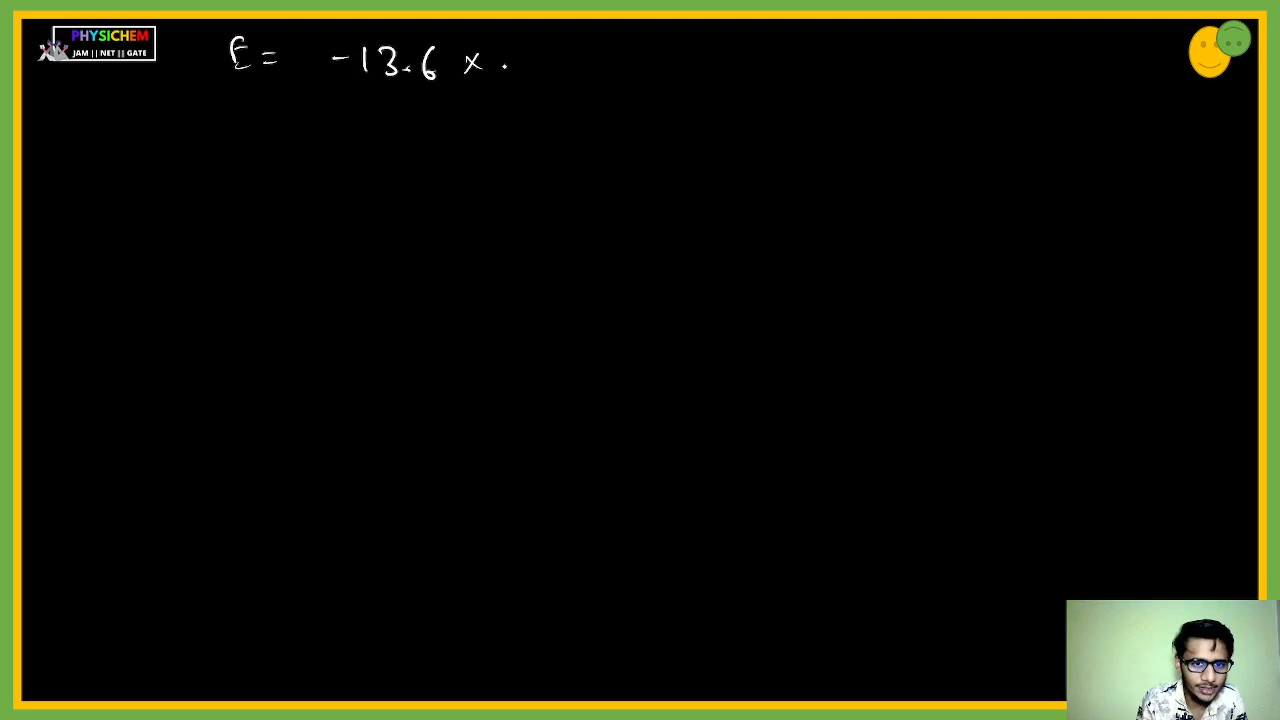 PHYSICHEM
JAM || NET || GATE
E = -13.6 x .